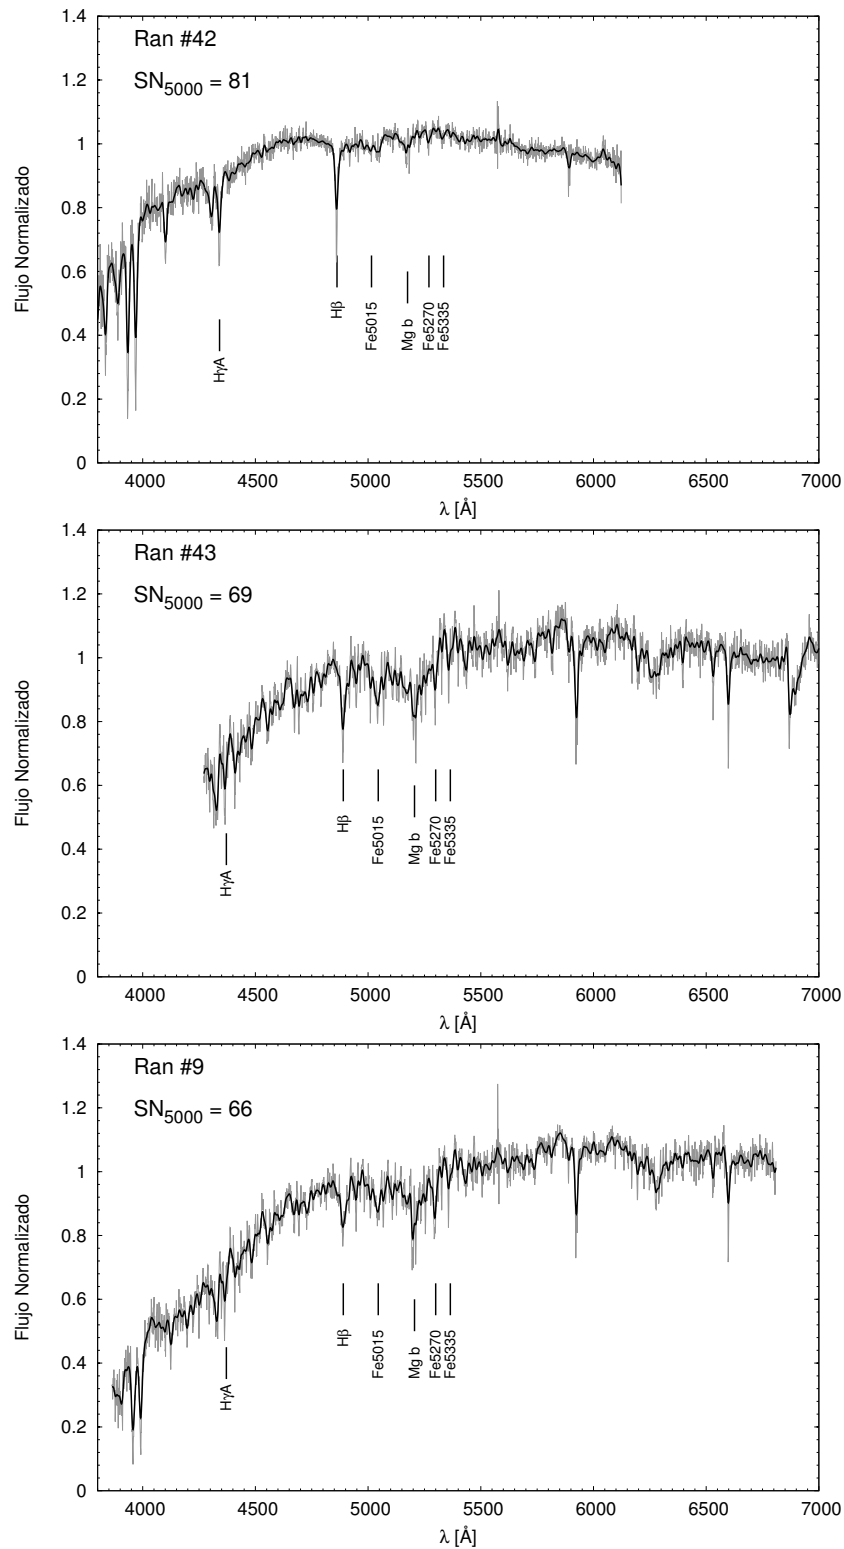 Ran #42
SN5000 = 81
Flujo Normalizado
1.4
1.2
1
0.8
0.6
0.4
0.2
0
HγA
Hβ
Fe5015
Mg b
Fe5270
Fe5335
4000 4500 5000 5500 6000 6500 7000
λ [Å]
Ran #43
SN5000 = 69
Flujo Normalizado
1.4
1.2
1
0.8
0.6
0.4
0.2
0
HγA
Hβ
Fe5015
Mg b
Fe5270
Fe5335
4000 4500 5000 5500 6000 6500 7000
λ [Å]
Ran #9
SN5000 = 66
Flujo Normalizado
1.4
1.2
1
0.8
0.6
0.4
0.2
0
HγA
Hβ
Fe5015
Mg b
Fe5270
Fe5335
4000 4500 5000 5500 6000 6500 7000
λ [Å]